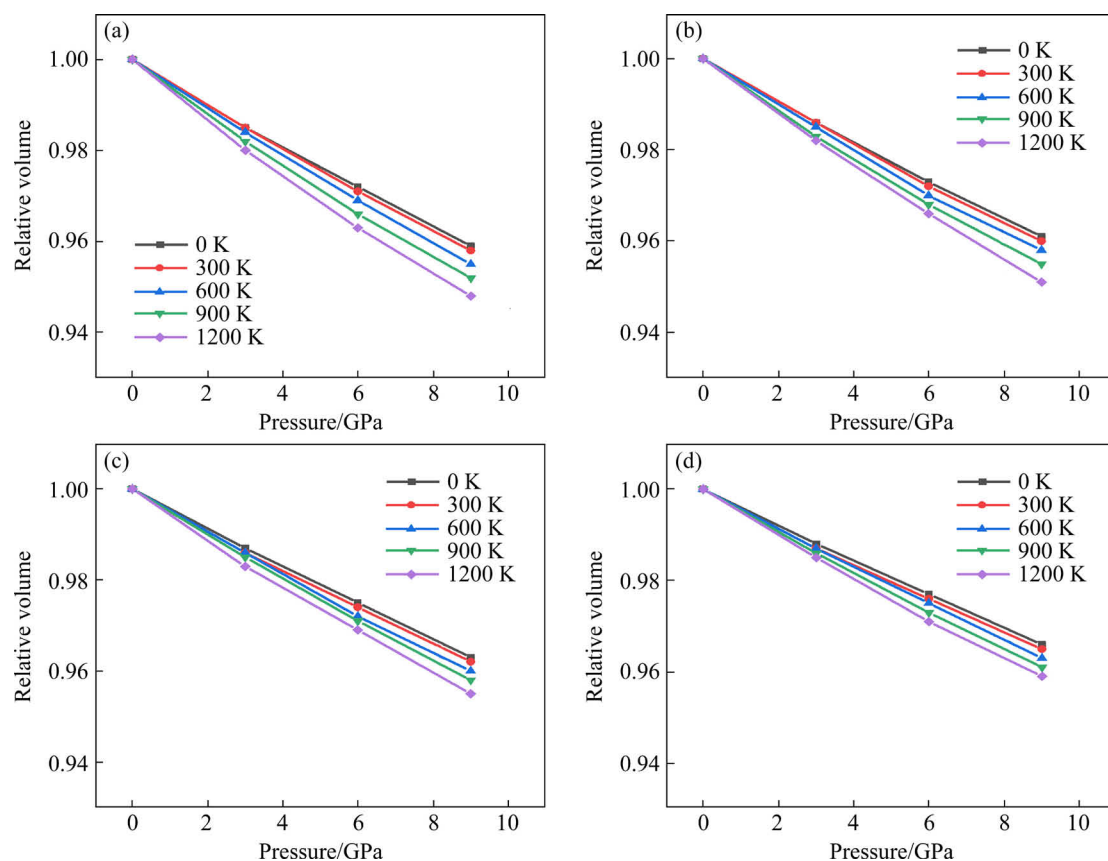 (a)
1.00
0.98
0.96
0.94
Relative volume
0 K
300 K
600 K
900 K
1200 K
0 2 4 6 8 10
Pressure/GPa
(b)
1.00
0.98
0.96
0.94
Relative volume
0 K
300 K
600 K
900 K
1200 K
0 2 4 6 8 10
Pressure/GPa
(c)
1.00
0.98
0.96
0.94
Relative volume
0 K
300 K
600 K
900 K
1200 K
0 2 4 6 8 10
Pressure/GPa
(d)
1.00
0.98
0.96
0.94
Relative volume
0 K
300 K
600 K
900 K
1200 K
0 2 4 6 8 10
Pressure/GPa